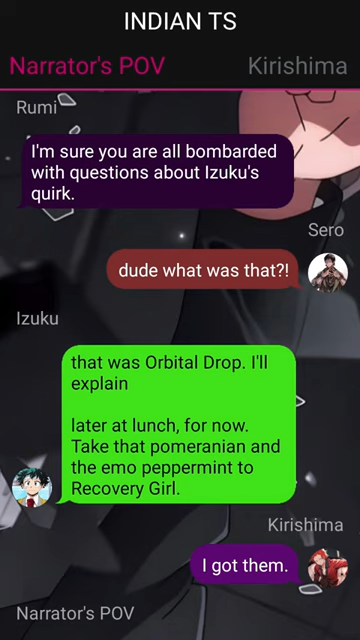 INDIAN TS
Narrator's POV
Kirishima
Rumi
I'm sure you are all bombarded
with questions about Izuku's
quirk.
Sero
dude what was that?!
Izuku
that was Orbital Drop. I'll
explain
later at lunch, for now.
Take that pomeranian and
the emo peppermint to
Recovery Girl.
Kirishima
I got them.
Narrator's POV